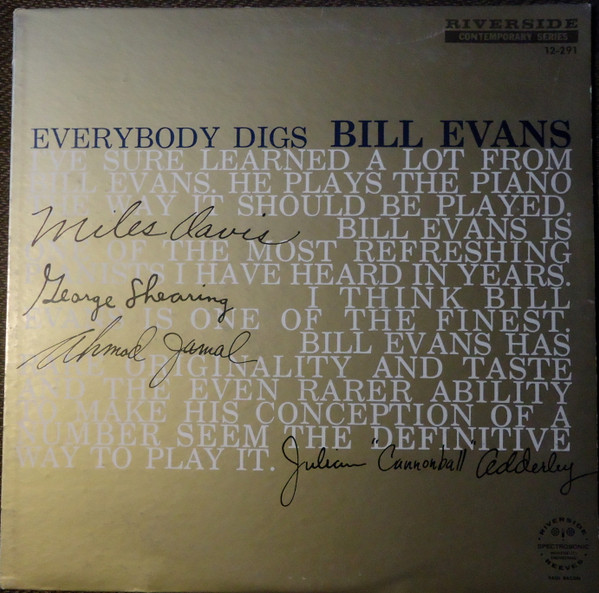 RIVERSIDE
CONTEMPORARY SERIES
12-291
EVERYBODY DIGS BILL EVANS
I'VE SURE LEARNED A LOT FROM
BILL EVANS. HE PLAYS THE PIANO
THE WAY IT SHOULD BE PLAYED.
Miles Davis BILL EVANS IS
ONE OF THE MOST REFRESHING
PIANISTS I HAVE HEARD IN YEARS.
George Shearing I THINK BILL
EVANS IS ONE OF THE FINEST.
Ahmad Jamal BILL EVANS HAS
RARE ORIGINALITY AND TASTE
AND THE EVEN RARER ABILITY
TO MAKE HIS CONCEPTION OF A
NUMBER SEEM THE DEFINITIVE
WAY TO PLAY IT. Julian "Cannonball" Adderley
RIVERSIDE
SPECTROSONIC
REEVES